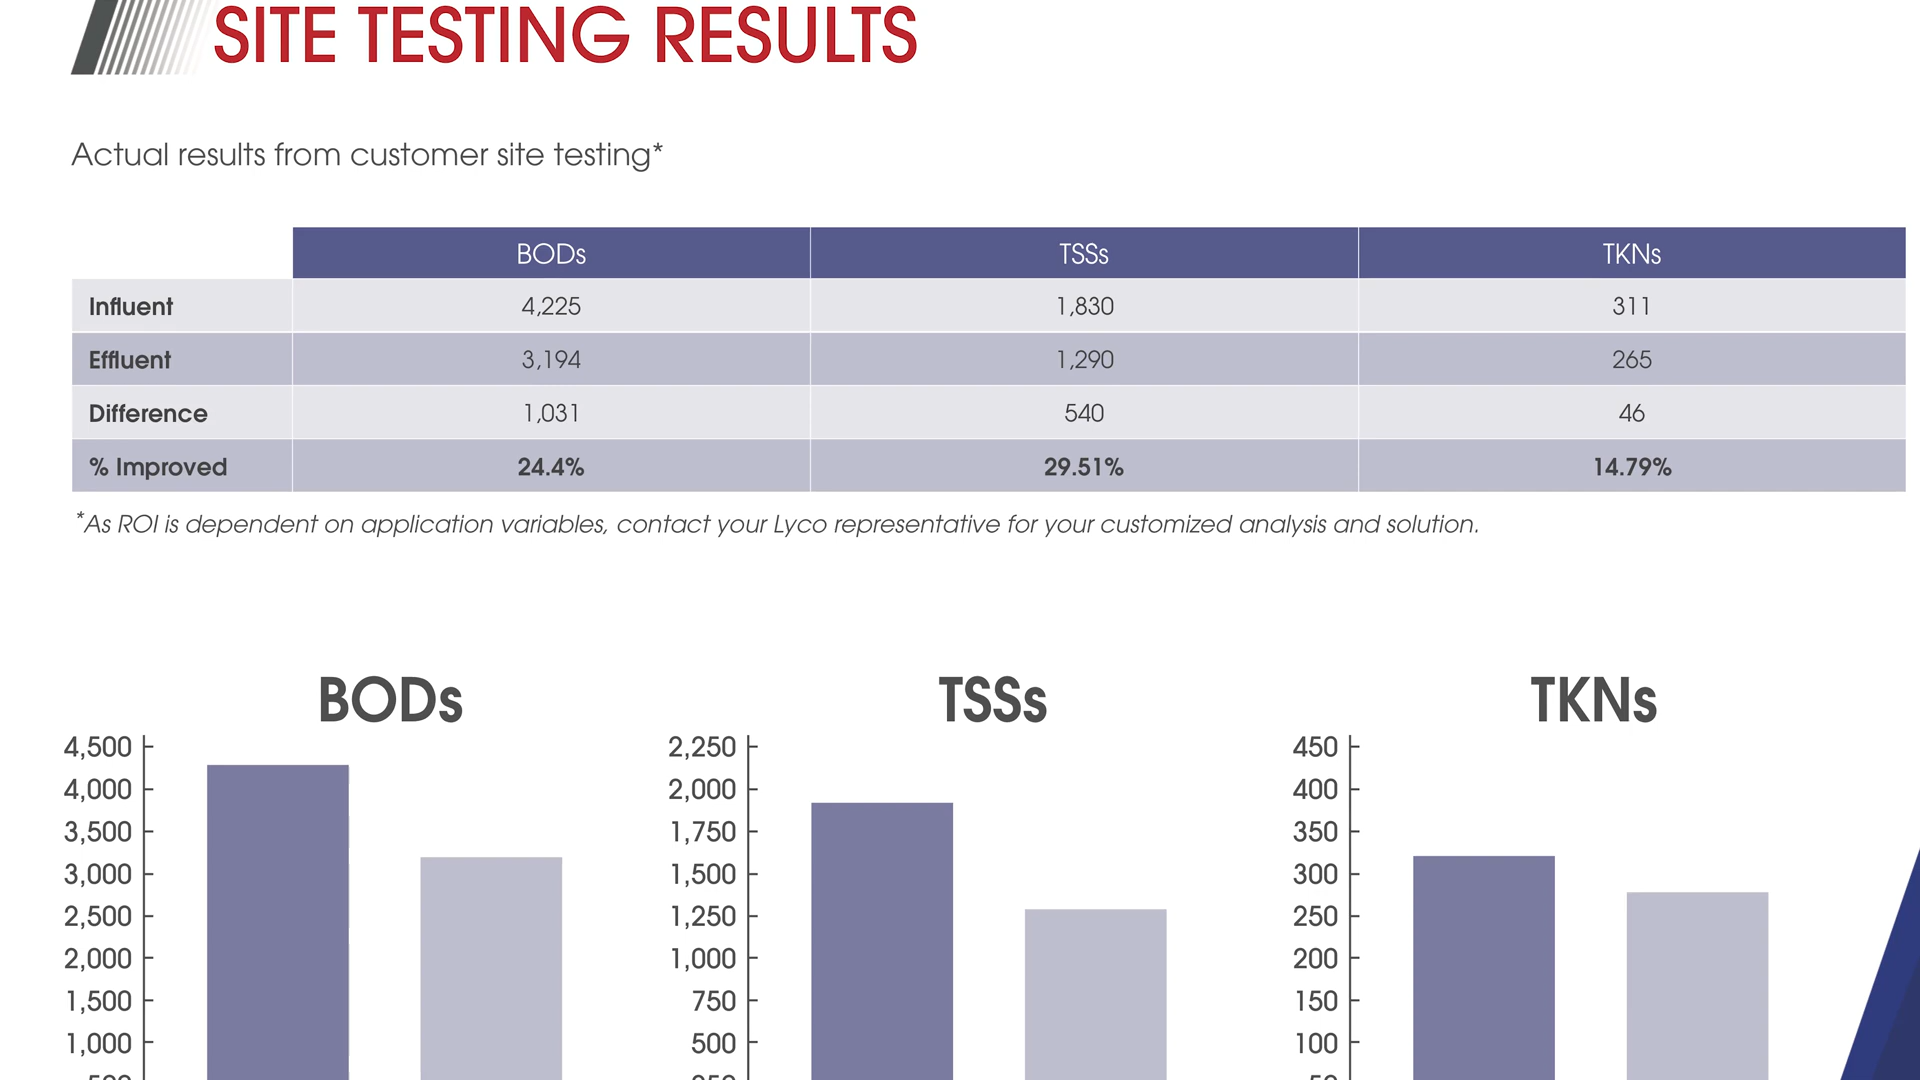 SITE TESTING RESULTS
Actual results from customer site testing*
BODs TSSs TKNs
Influent 4,225 1,830 311
Effluent 3,194 1,290 265
Difference 1,031 540 46
% Improved 24.4% 29.51% 14.79%
*As ROI is dependent on application variables, contact your Lyco representative for your customized analysis and solution.
BODs TSSs TKNs
4,500 2,250 450
4,000 2,000 400
3,500 1,750 350
3,000 1,500 300
2,500 1,250 250
2,000 1,000 200
1,500 750 150
1,000 500 100